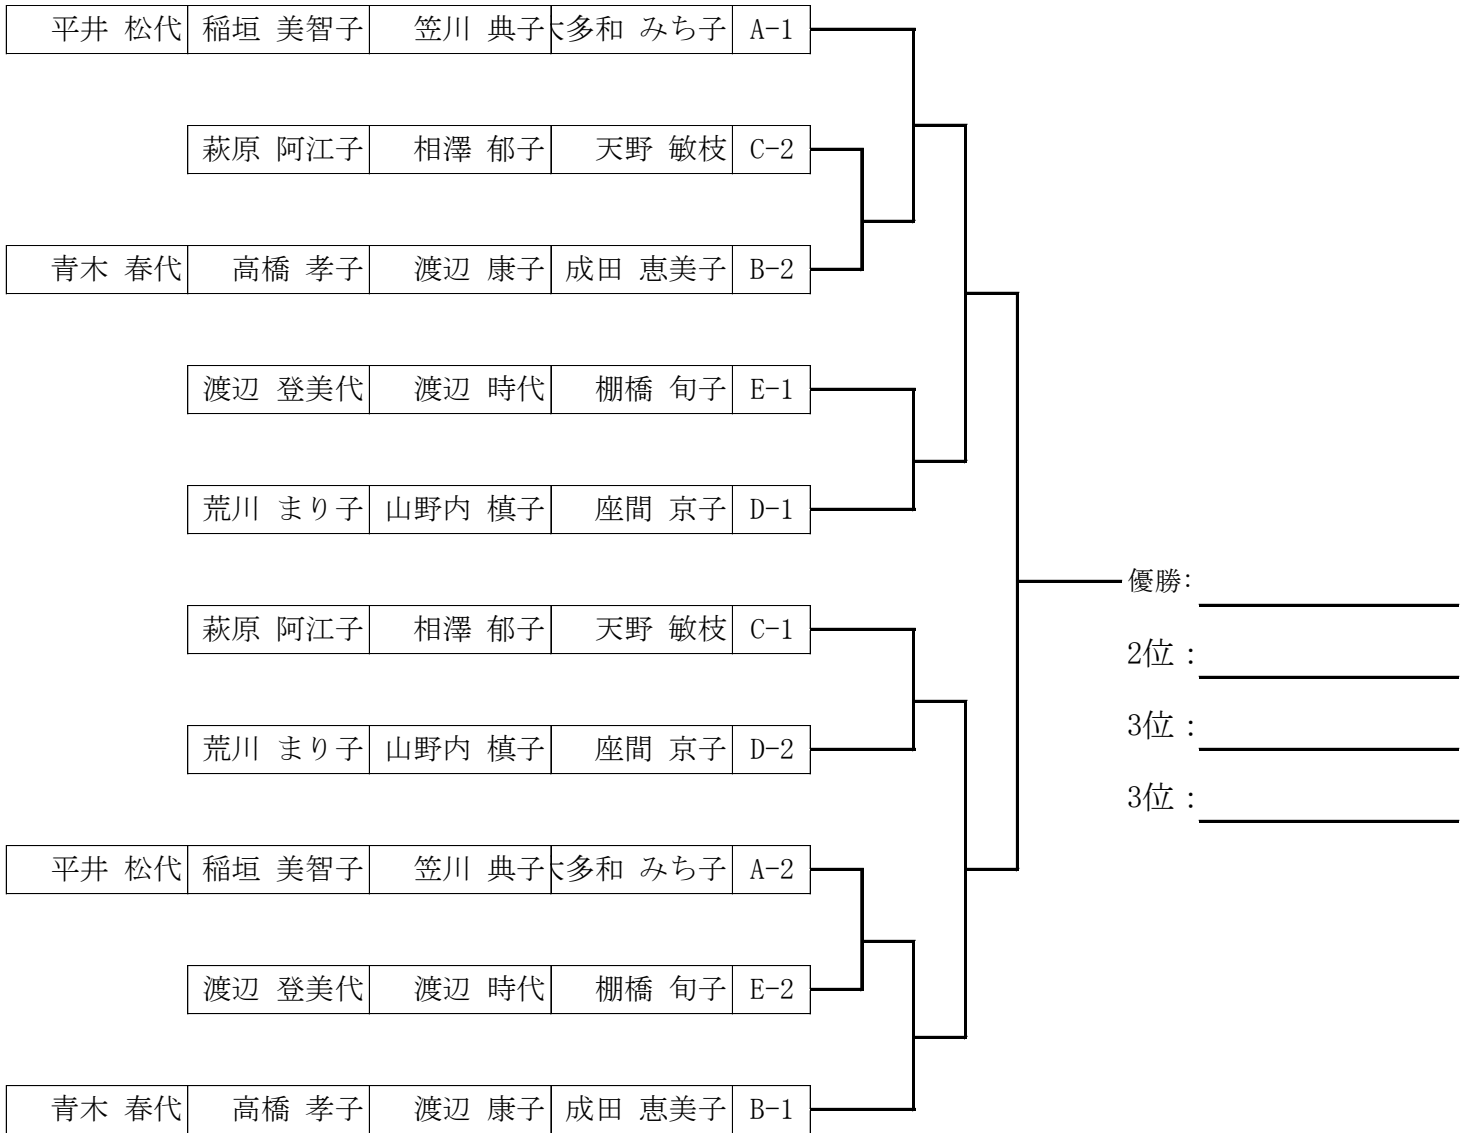 平井 松代 稲垣 美智子 笠川 典子 多和 みち子 A-1
萩原 阿江子 相澤 郁子 天野 敏枝 C-2
青木 春代 高橋 孝子 渡辺 康子 成田 恵美子 B-2
渡辺 登美代 渡辺 時代 棚橋 旬子 E-1
荒川 まり子 山野内 槙子 座間 京子 D-1
優勝:
萩原 阿江子 相澤 郁子 天野 敏枝 C-1
2位 :
3位 :
荒川 まり子 山野内 槙子 座間 京子 D-2
3位 :
平井 松代 稲垣 美智子 笠川 典子 多和 みち子 A-2
渡辺 登美代 渡辺 時代 棚橋 旬子 E-2
青木 春代 高橋 孝子 渡辺 康子 成田 恵美子 B-1